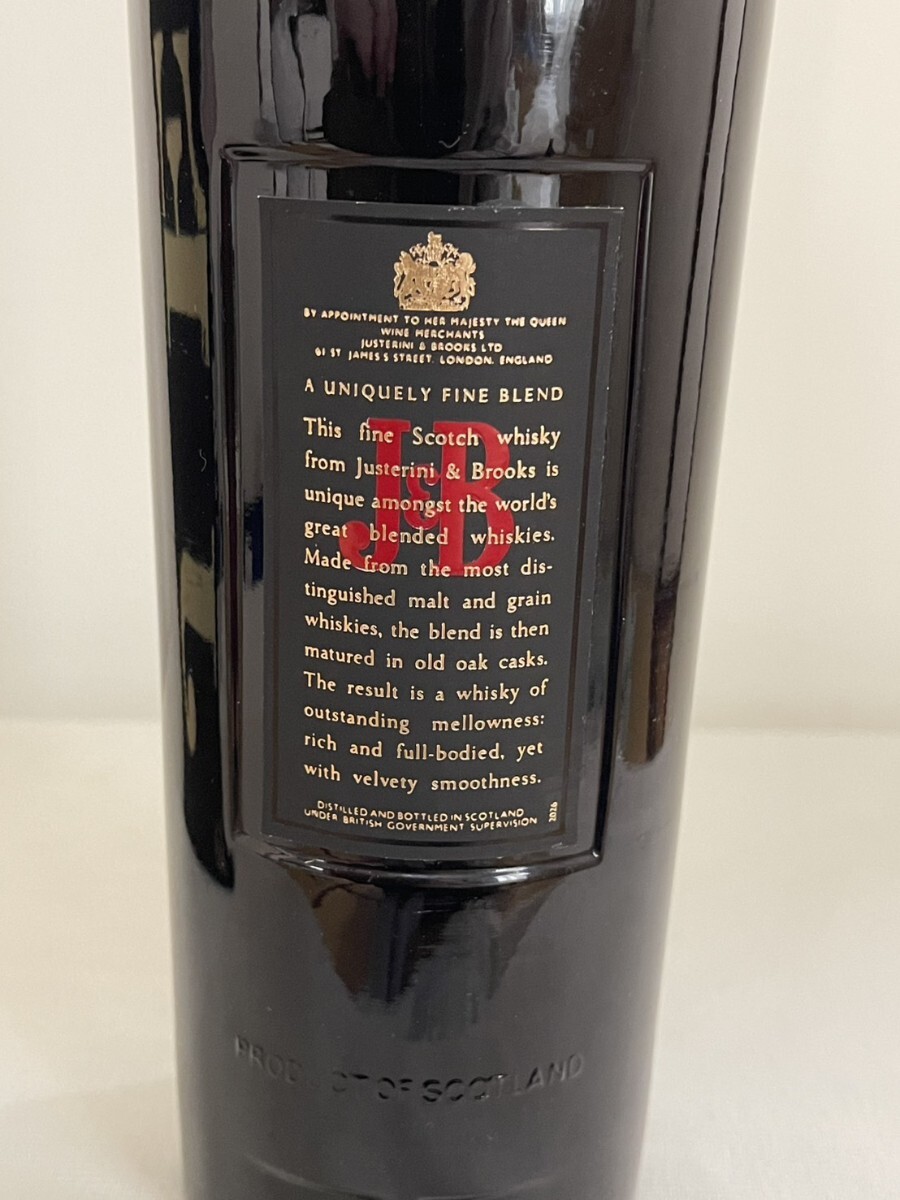 BY APPOINTMENT TO HER MAJESTY THE QUEEN
WINE MERCHANTS
JUSTERINI & BROOKS LTD
61 ST JAMES'S STREET. LONDON. ENGLAND
A UNIQUELY FINE BLEND
J&B
This fine Scotch whisky
from Justerini & Brooks is
unique amongst the world's
great blended whiskies.
Made from the most dis-
tinguished malt and grain
whiskies, the blend is then
matured in old oak casks.
The result is a whisky of
outstanding mellowness:
rich and full-bodied, yet
with velvety smoothness.
DISTILLED AND BOTTLED IN SCOTLAND
UNDER BRITISH GOVERNMENT SUPERVISION
2026
PRODUCT OF SCOTLAND